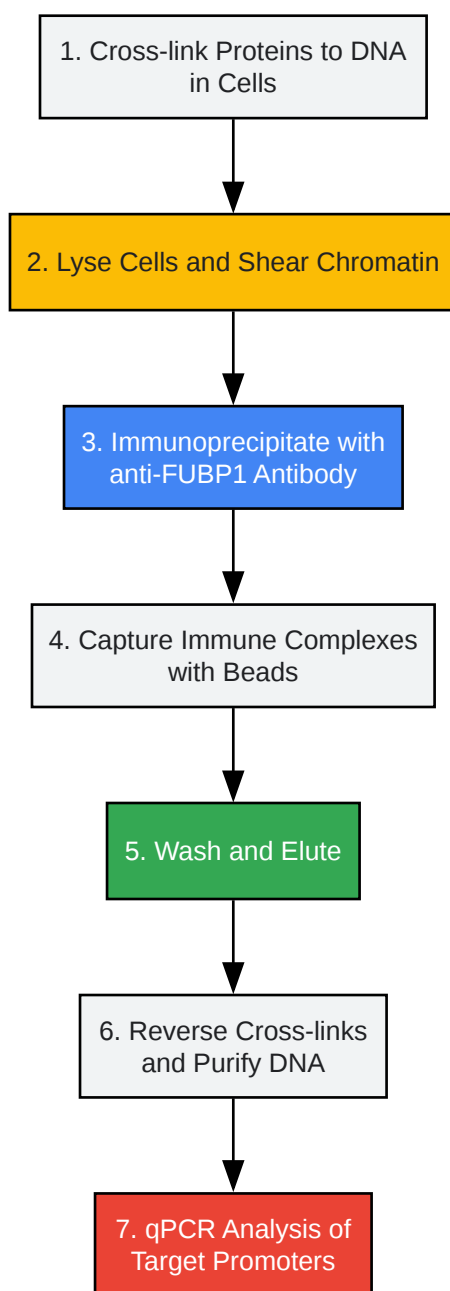 1. Cross-link Proteins to DNA
in Cells
2. Lyse Cells and Shear Chromatin
3. Immunoprecipitate with
anti-FUBP1 Antibody
4. Capture Immune Complexes
with Beads
5. Wash and Elute
6. Reverse Cross-links
and Purify DNA
7. qPCR Analysis of
Target Promoters